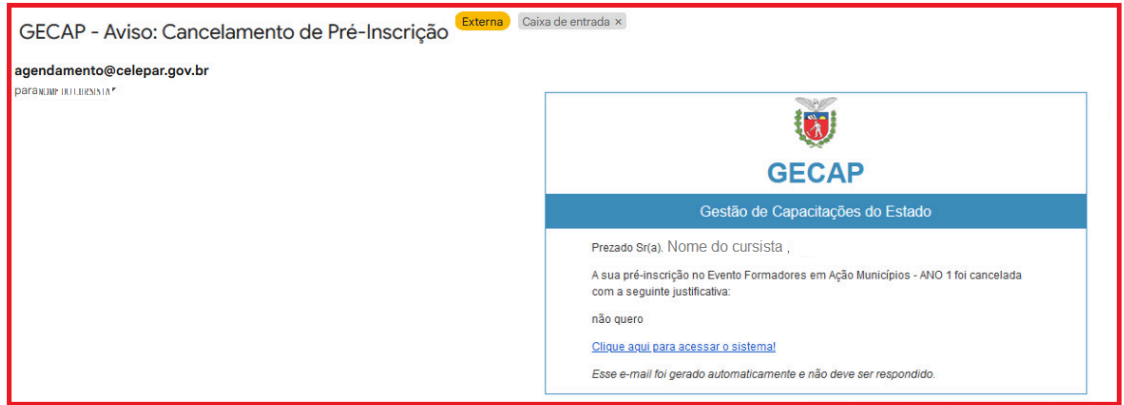 GECAP - Aviso: Cancelamento de Pré-Inscrição Externa Caixa de entrada ×
agendamento@celepar.gov.br
para
GECAP
Gestão de Capacitações do Estado
Prezado Sr(a). Nome do cursista ,
A sua pré-inscrição no Evento Formadores em Ação Municípios - ANO 1 foi cancelada
com a seguinte justificativa:
não quero
Clique aqui para acessar o sistema!
Esse e-mail foi gerado automaticamente e não deve ser respondido.